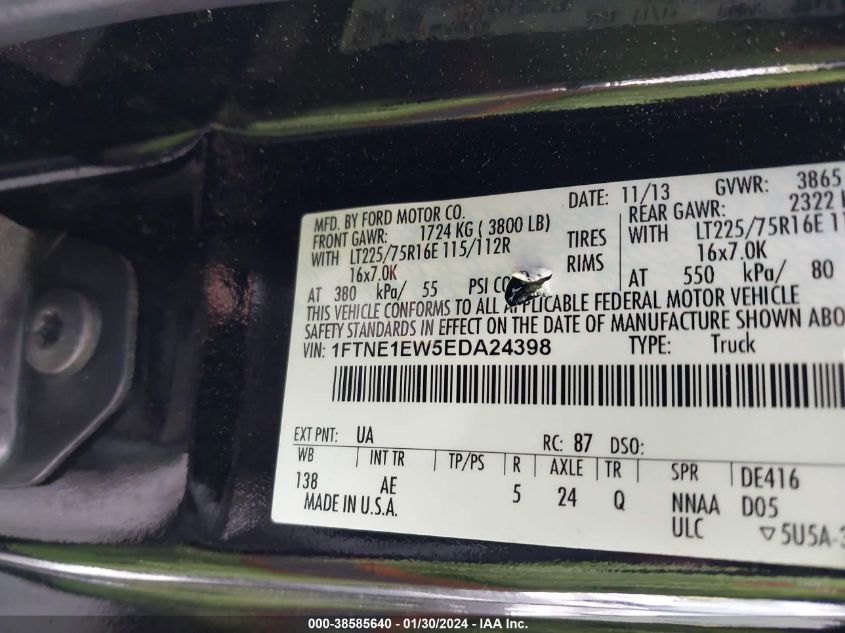 MFD. BY FORD MOTOR CO. DATE: 11/13 GVWR: 3865
FRONT GAWR: 1724 KG ( 3800 LB) REAR GAWR: 2322
WITH LT225/75R16E 115/112R TIRES WITH LT225/75R16E
16x7.0K RIMS 16x7.0K
AT 380 kPa/ 55 PSI AT 550 kPa/ 80
THIS VEHICLE CONFORMS TO ALL APPLICABLE FEDERAL MOTOR VEHICLE
SAFETY STANDARDS IN EFFECT ON THE DATE OF MANUFACTURE SHOWN ABO
VIN: 1FTNE1EW5EDA24398 TYPE: Truck
EXT PNT: UA RC: 87 DSO:
WB INT TR TP/PS R AXLE TR SPR DE416
138 AE 5 24 Q NNAA D05
MADE IN U.S.A. ULC ▽5U5A-3
000-38585640 / 01/30/2024 - IAA Inc.